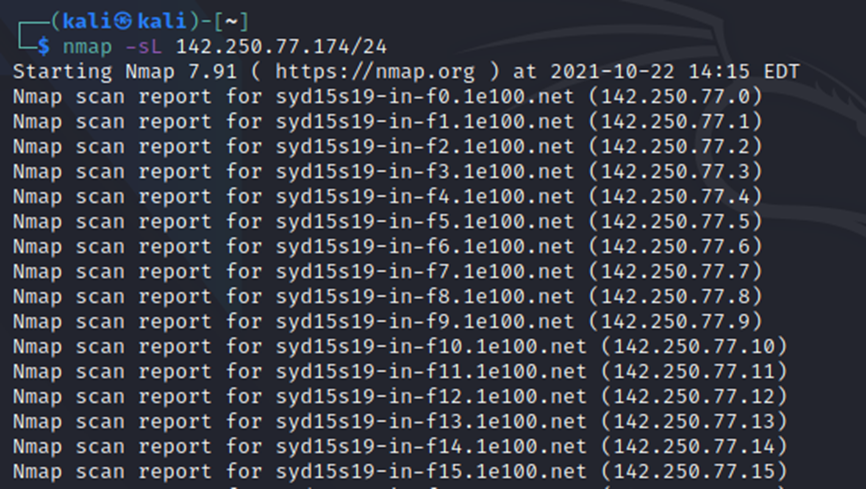 ┌──(kali㉿kali)-[~]
└─$ nmap -sL 142.250.77.174/24
Starting Nmap 7.91 ( https://nmap.org ) at 2021-10-22 14:15 EDT
Nmap scan report for syd15s19-in-f0.1e100.net (142.250.77.0)
Nmap scan report for syd15s19-in-f1.1e100.net (142.250.77.1)
Nmap scan report for syd15s19-in-f2.1e100.net (142.250.77.2)
Nmap scan report for syd15s19-in-f3.1e100.net (142.250.77.3)
Nmap scan report for syd15s19-in-f4.1e100.net (142.250.77.4)
Nmap scan report for syd15s19-in-f5.1e100.net (142.250.77.5)
Nmap scan report for syd15s19-in-f6.1e100.net (142.250.77.6)
Nmap scan report for syd15s19-in-f7.1e100.net (142.250.77.7)
Nmap scan report for syd15s19-in-f8.1e100.net (142.250.77.8)
Nmap scan report for syd15s19-in-f9.1e100.net (142.250.77.9)
Nmap scan report for syd15s19-in-f10.1e100.net (142.250.77.10)
Nmap scan report for syd15s19-in-f11.1e100.net (142.250.77.11)
Nmap scan report for syd15s19-in-f12.1e100.net (142.250.77.12)
Nmap scan report for syd15s19-in-f13.1e100.net (142.250.77.13)
Nmap scan report for syd15s19-in-f14.1e100.net (142.250.77.14)
Nmap scan report for syd15s19-in-f15.1e100.net (142.250.77.15)